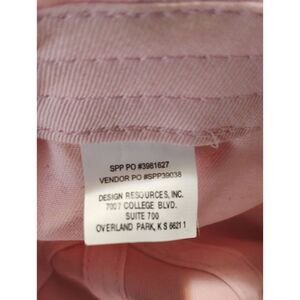 SPP PO #3981627
VENDOR PO #SPP39038
DESIGN RESOURCES, INC.
7007 COLLEGE BLVD.
SUITE 700
OVERLAND PARK, KS 66211